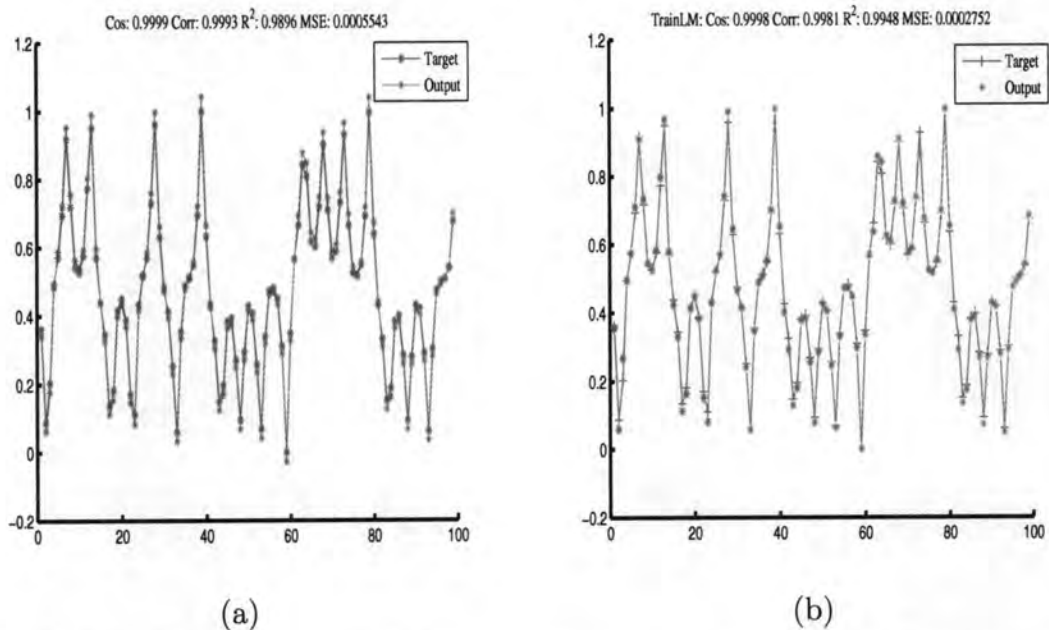 Cos: 0.9999 Corr: 0.9993 R²: 0.9896 MSE: 0.0005543
1.2
1
0.8
0.6
0.4
0.2
0
−0.2
0 20 40 60 80 100
Target
Output
(a)
TrainLM: Cos: 0.9998 Corr: 0.9981 R²: 0.9948 MSE: 0.0002752
1.2
1
0.8
0.6
0.4
0.2
0
−0.2
0 20 40 60 80 100
Target
Output
(b)